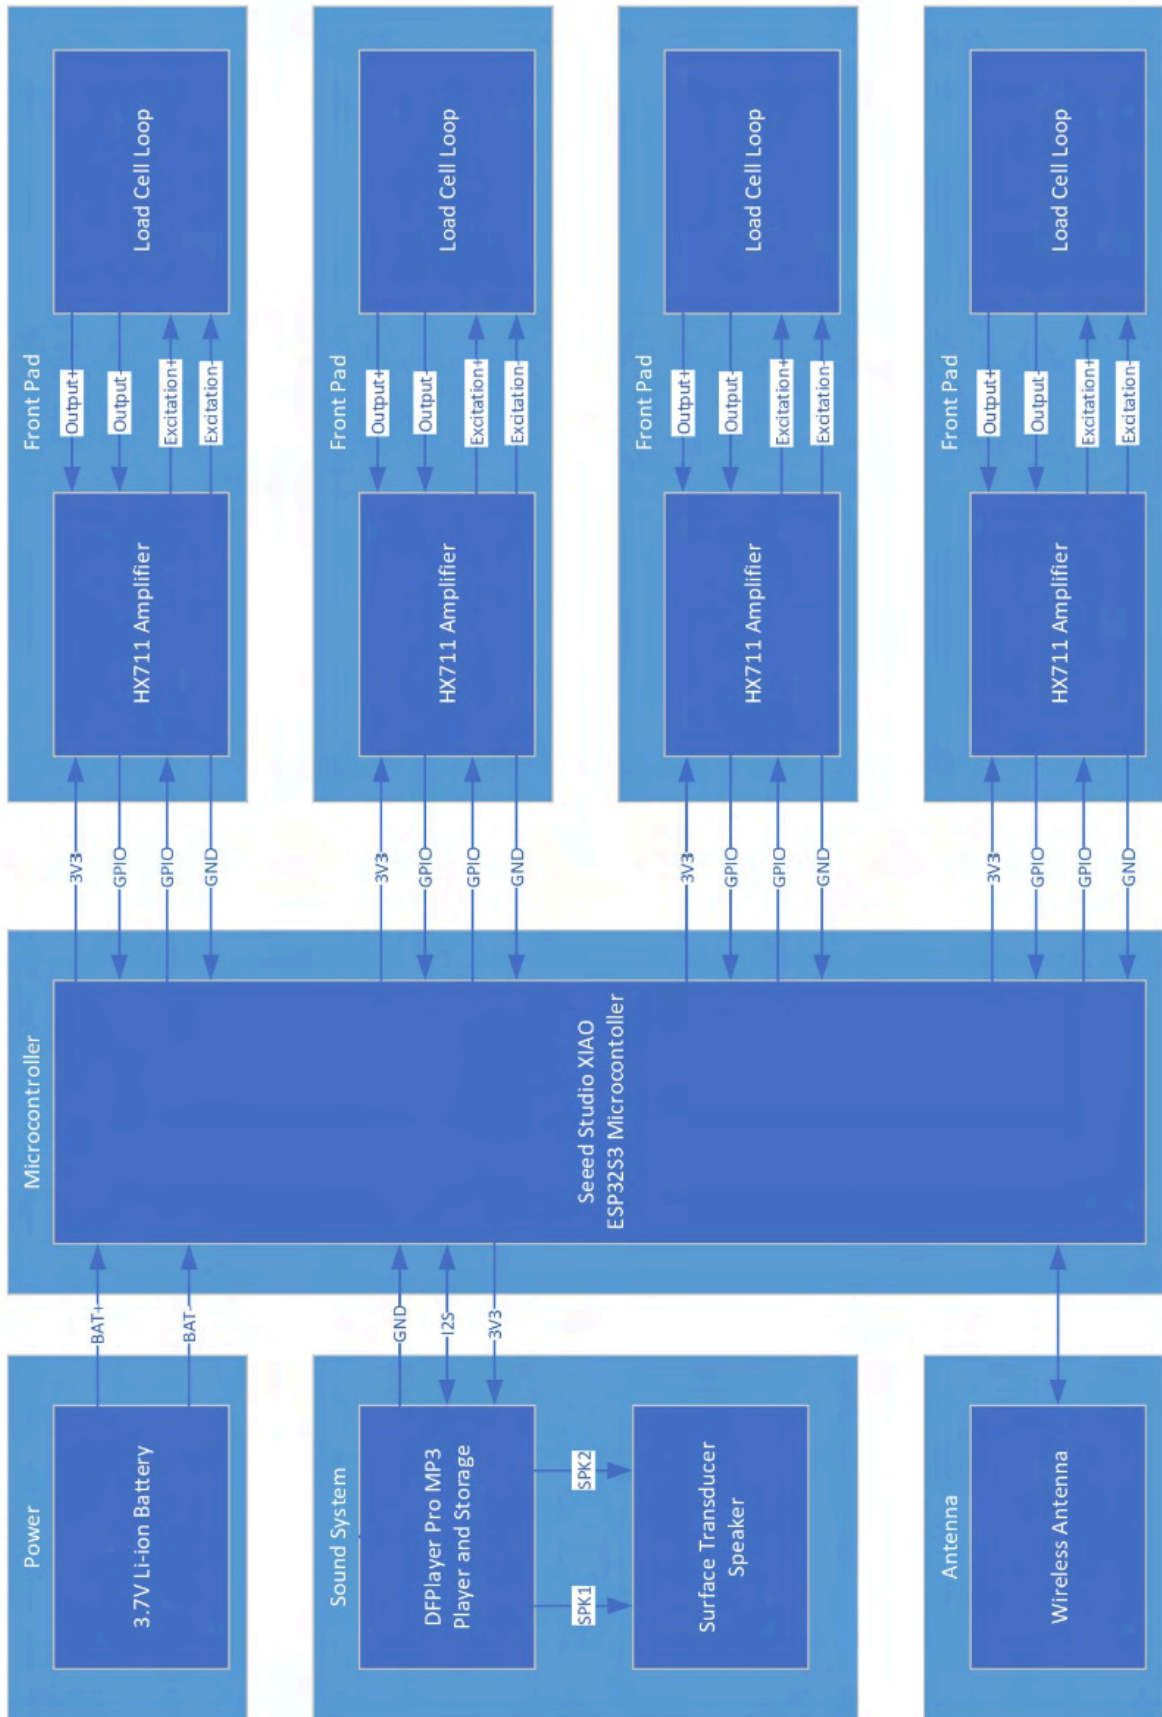 Power
3.7V Li-ion Battery
BAT+
BAT-
Microcontroller
Seeed Studio XIAO
ESP32S3 Microcontoller
3V3
GPIO
GPIO
GND
Front Pad
HX711 Amplifier
Output+
Output-
Excitation+
Excitation-
Load Cell Loop
Sound System
DFPlayer Pro MP3
Player and Storage
GND
I2S
3V3
SPK1
SPK2
Surface Transducer
Speaker
3V3
GPIO
GPIO
GND
Front Pad
HX711 Amplifier
Output+
Output-
Excitation+
Excitation-
Load Cell Loop
3V3
GPIO
GPIO
GND
Front Pad
HX711 Amplifier
Output+
Output-
Excitation+
Excitation-
Load Cell Loop
Antenna
Wireless Antenna
3V3
GPIO
GPIO
GND
Front Pad
HX711 Amplifier
Output+
Output-
Excitation+
Excitation-
Load Cell Loop